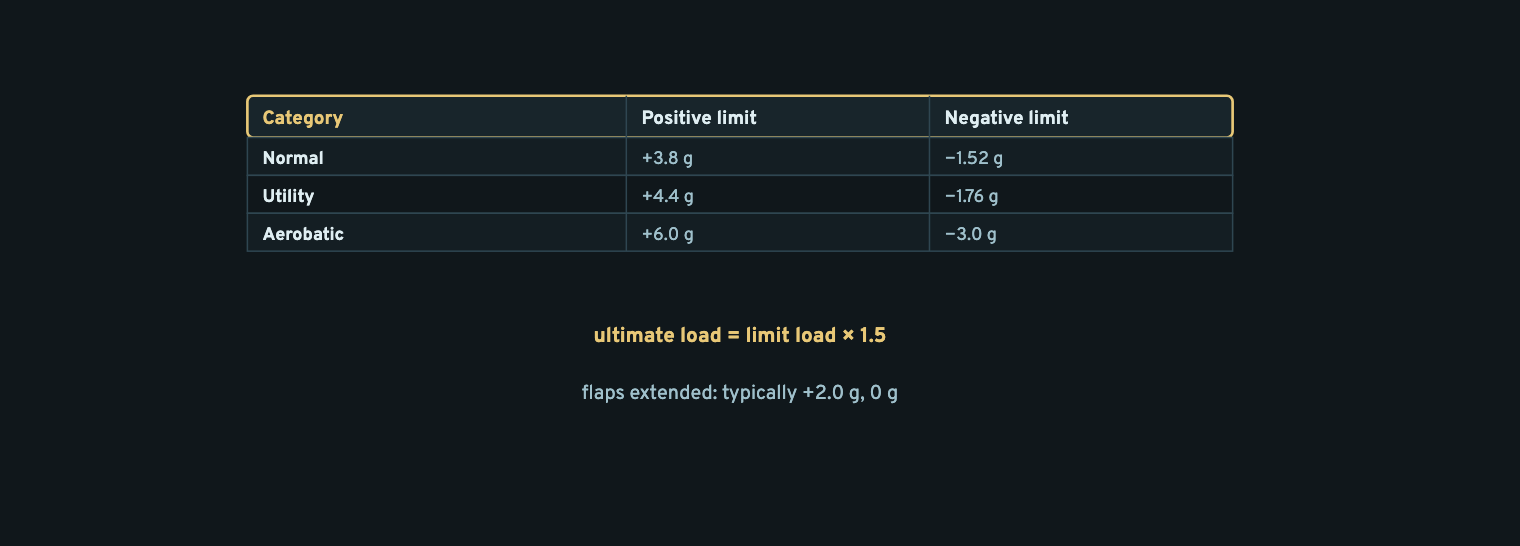 Category Positive limit Negative limit
Normal +3.8 g −1.52 g
Utility +4.4 g −1.76 g
Aerobatic +6.0 g −3.0 g
ultimate load = limit load × 1.5
flaps extended: typically +2.0 g, 0 g